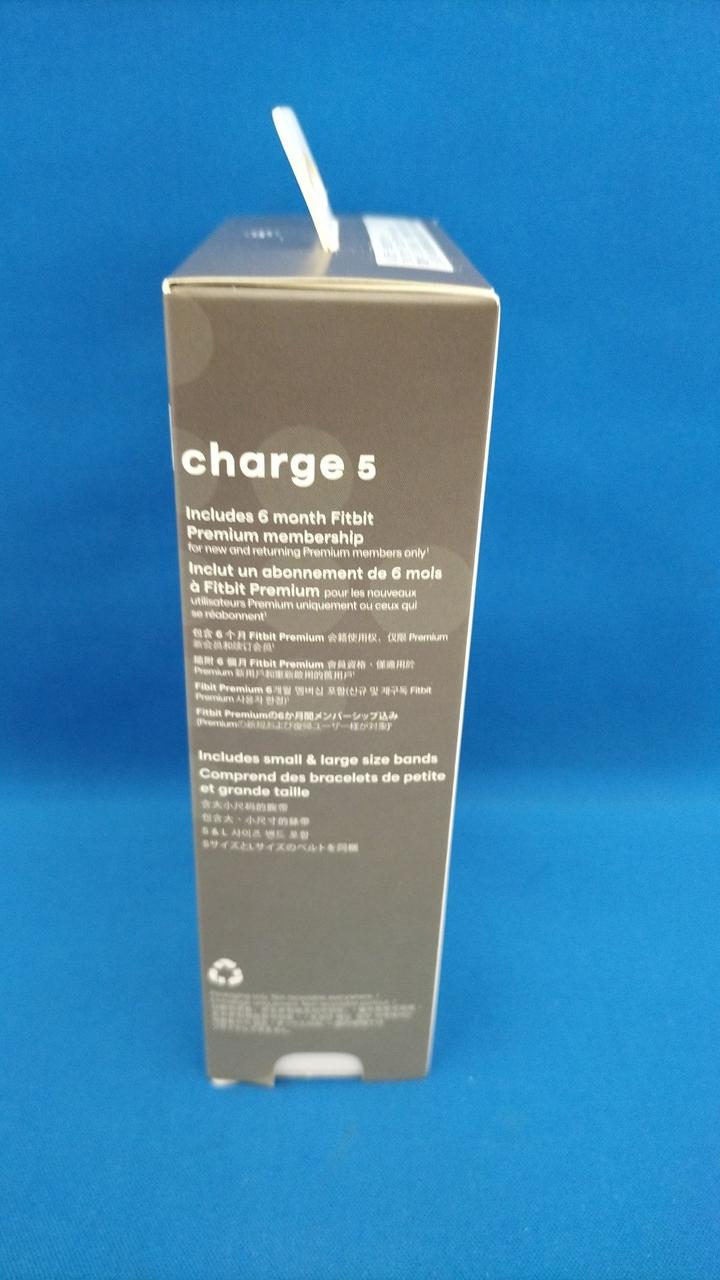 charge 5
Includes 6 month Fitbit
Premium membership
for new and returning Premium members only¹
Inclut un abonnement de 6 mois
à Fitbit Premium pour les nouveaux
utilisateurs Premium uniquement ou ceux qui
se réabonnent¹
包含 6 个月 Fitbit Premium 会籍使用权，仅限 Premium
新会员和续订会员¹
隨附 6 個月 Fitbit Premium 會員資格，僅適用於
Premium 新用戶和重新啟用的舊用戶¹
Fibit Premium 6개월 멤버십 포함(신규 및 재구독 Fitbit
Premium 사용자 한정)¹
Fitbit Premiumの6か月間メンバーシップ込み
(Premiumの新規および復帰ユーザー様が対象)¹
Includes small & large size bands
Comprend des bracelets de petite
et grande taille
含大小尺码的腕带
包含大、小尺寸的錶帶
S & L 사이즈 밴드 포함
SサイズとLサイズのベルトを同梱